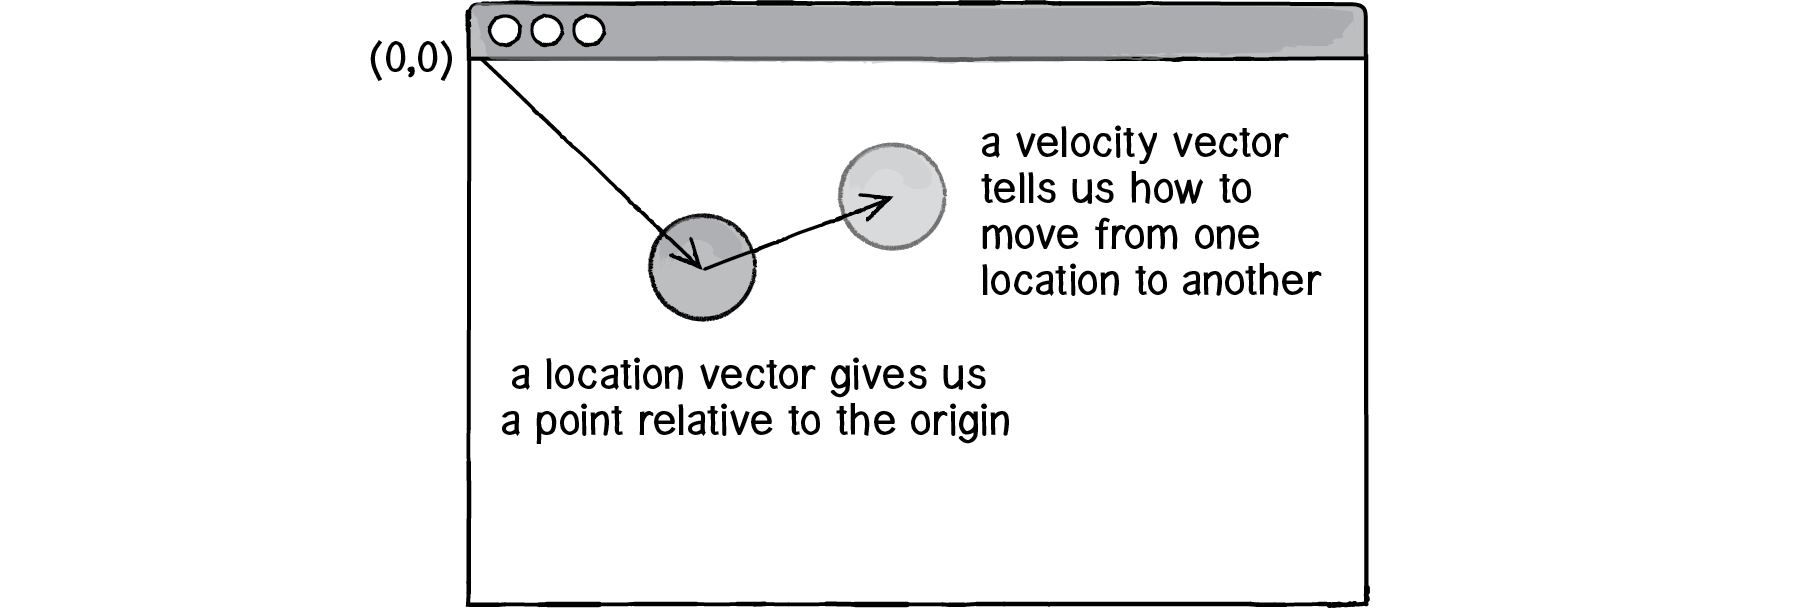 (0,0)
a velocity vector
tells us how to
move from one
location to another
a location vector gives us
a point relative to the origin